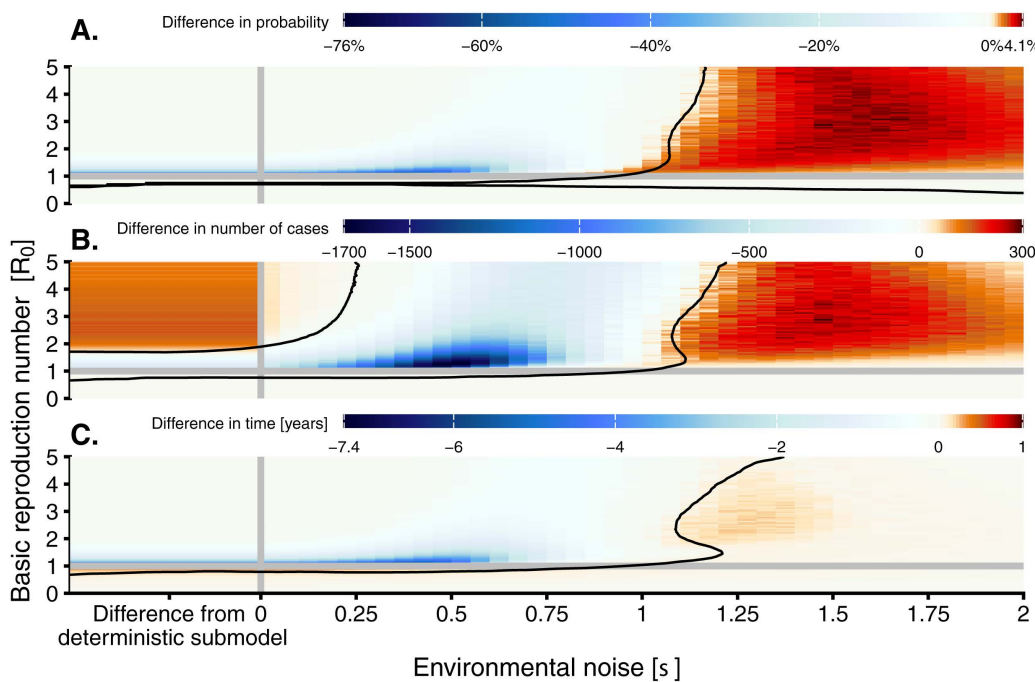 A.
Difference in probability
−76% −60% −40% −20% 0%4.1%
5
4
3
2
1
0
B.
Difference in number of cases
−1700 −1500 −1000 −500 0 300
5
4
3
2
1
0
C.
Difference in time [years]
−7.4 −6 −4 −2 0 1
5
4
3
2
1
0
Basic reproduction number [R0]
Difference from 0 0.25 0.5 0.75 1 1.25 1.5 1.75 2
deterministic submodel
Environmental noise [s]